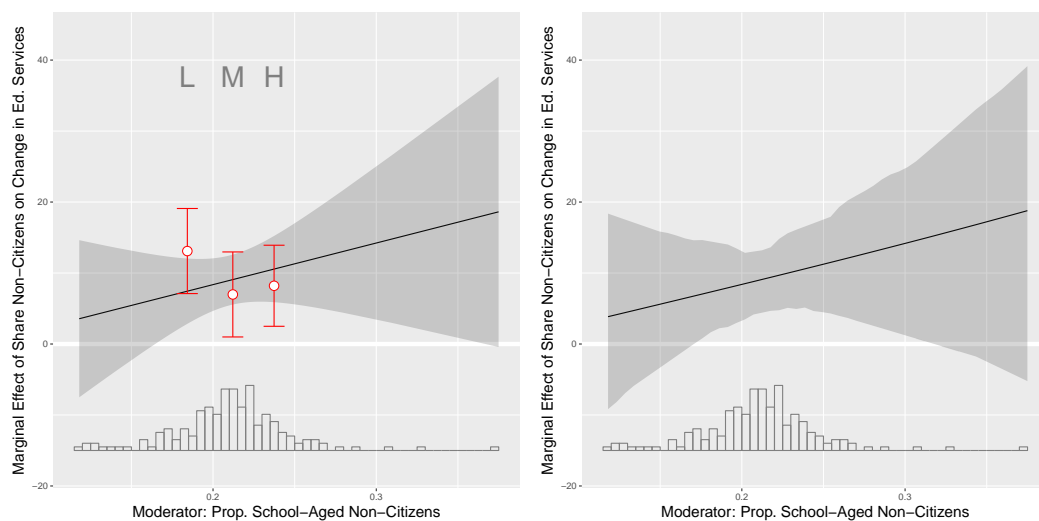 Marginal Effect of Share Non−Citizens on Change in Ed. Services
40
20
0
−20
L M H
0.2 0.3
Moderator: Prop. School−Aged Non−Citizens
Marginal Effect of Share Non−Citizens on Change in Ed. Services
40
20
0
−20
0.2 0.3
Moderator: Prop. School−Aged Non−Citizens